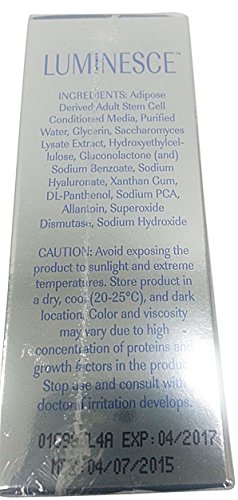 LUMINESCE™
INGREDIENTS: Adipose
Derived Adult Stem Cell
Conditioned Media, Purified
Water, Glycerin, Saccharomyces
Lysate Extract, Hydroxyethylcel-
lulose, Gluconolactone (and)
Sodium Benzoate, Sodium
Hyaluronate, Xanthan Gum,
DL-Panthenol, Sodium PCA,
Allantoin, Superoxide
Dismutase, Sodium Hydroxide
CAUTION: Avoid exposing the
product to sunlight and extreme
temperatures. Store product in
a dry, cool (20-25°C), and dark
location. Color and viscosity
may vary due to high
concentration of proteins and
growth factors in the produ
Stop use and consult with
doctor if irritation develops.
EXP:04/2017
04/07/2015